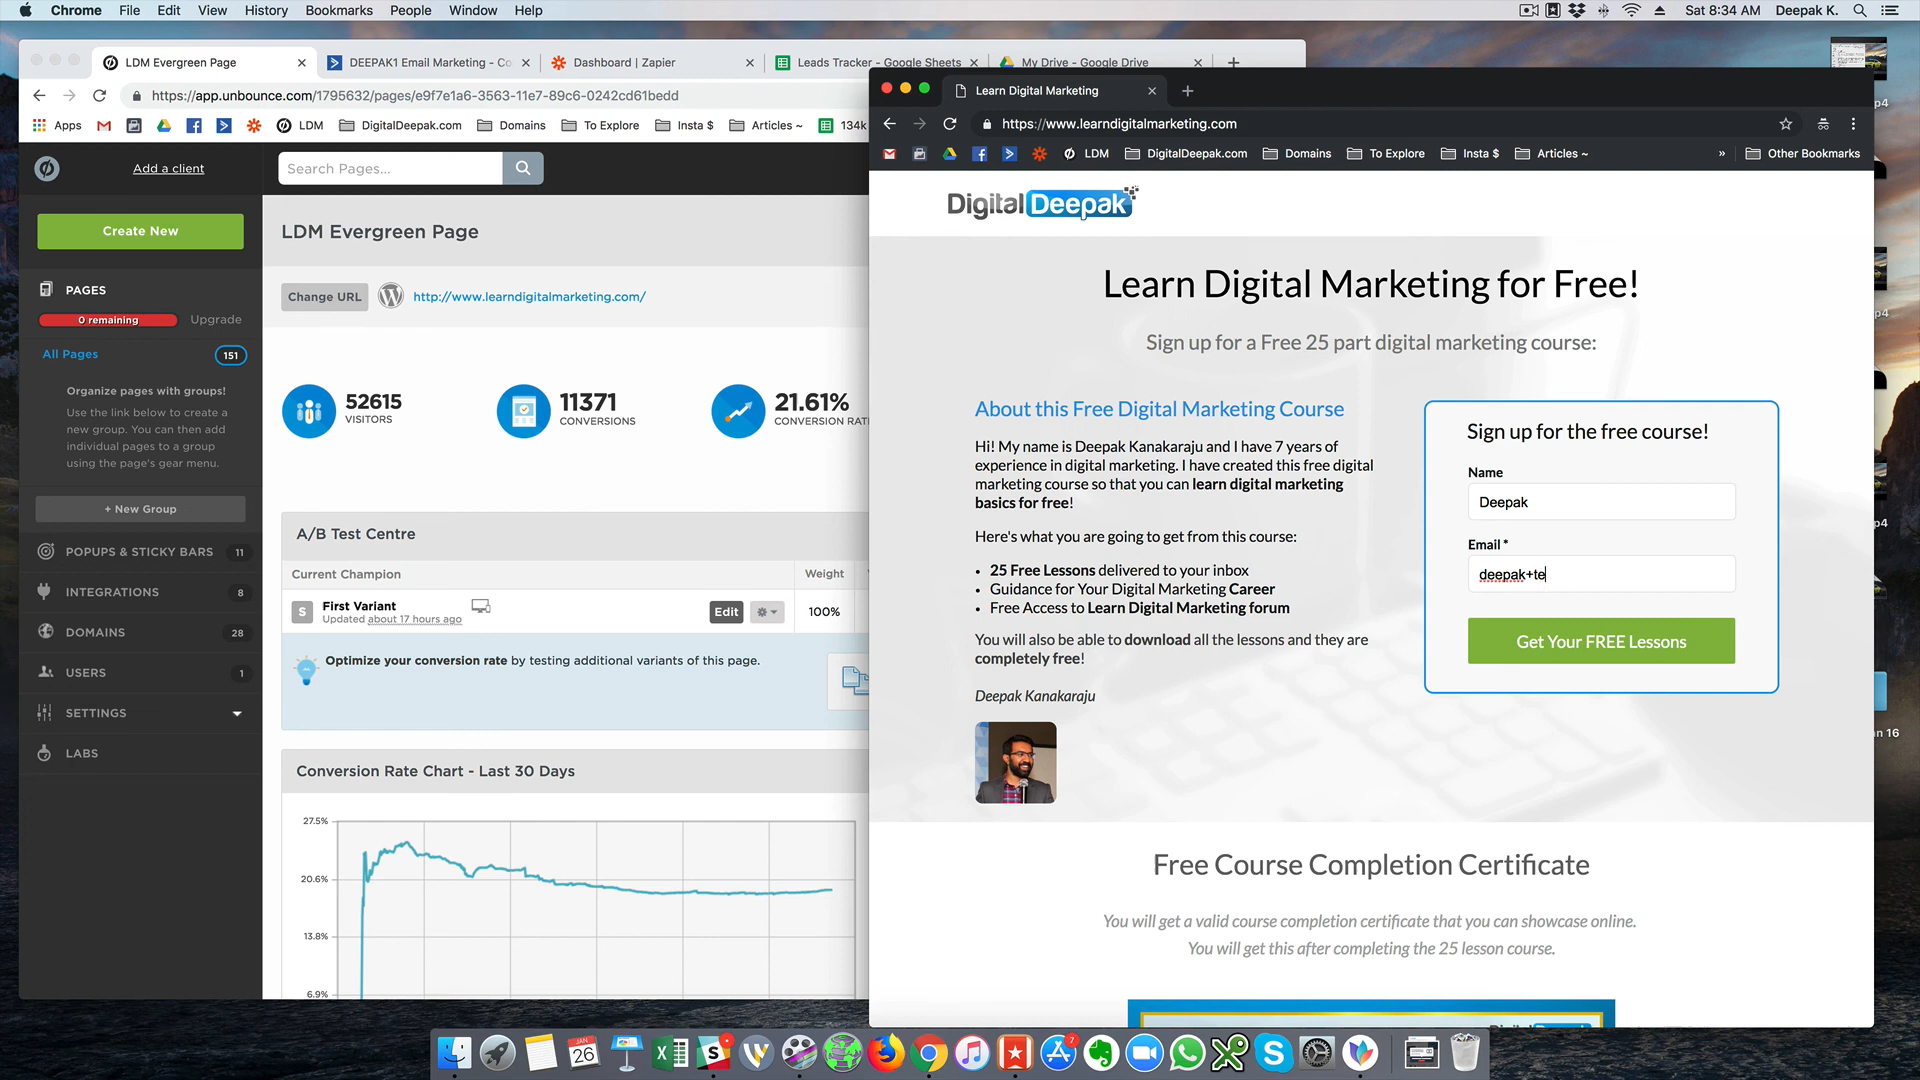 Chrome File Edit View History Bookmarks People Window Help
Sat 8:34 AM Deepak K.
LDM Evergreen Page
DEEPAK1 Email Marketing - Co
Dashboard | Zapier
Leads Tracker - Google Sheets
My Drive - Google Drive
https://app.unbounce.com/1795632/pages/e9f7e1a6-3563-11e7-89c6-0242cd61bedd
Apps LDM DigitalDeepak.com Domains To Explore Insta $ Articles ~ 134k
Add a client
Search Pages...
Create New
PAGES
0 remaining Upgrade
All Pages 151
Organize pages with groups!
Use the link below to create a
new group. You can then add
individual pages to a group
using the page's gear menu.
+ New Group
POPUPS & STICKY BARS 11
INTEGRATIONS 8
DOMAINS 28
USERS 1
SETTINGS
LABS
LDM Evergreen Page
Change URL http://www.learndigitalmarketing.com/
52615
VISITORS
11371
CONVERSIONS
21.61%
CONVERSION RAT
A/B Test Centre
Current Champion Weight
S First Variant Edit 100%
Updated about 17 hours ago
Optimize your conversion rate by testing additional variants of this page.
Conversion Rate Chart - Last 30 Days
27.5%
20.6%
13.8%
6.9%
Learn Digital Marketing
https://www.learndigitalmarketing.com
LDM DigitalDeepak.com Domains To Explore Insta $ Articles ~ » Other Bookmarks
Digital Deepak
Learn Digital Marketing for Free!
Sign up for a Free 25 part digital marketing course:
About this Free Digital Marketing Course
Hi! My name is Deepak Kanakaraju and I have 7 years of
experience in digital marketing. I have created this free digital
marketing course so that you can learn digital marketing
basics for free!
Here's what you are going to get from this course:
• 25 Free Lessons delivered to your inbox
• Guidance for Your Digital Marketing Career
• Free Access to Learn Digital Marketing forum
You will also be able to download all the lessons and they are
completely free!
Deepak Kanakaraju
Sign up for the free course!
Name
Deepak
Email *
deepak+te
Get Your FREE Lessons
Free Course Completion Certificate
You will get a valid course completion certificate that you can showcase online.
You will get this after completing the 25 lesson course.
p4
p4
p4
p4
an 16
JAN
26
7